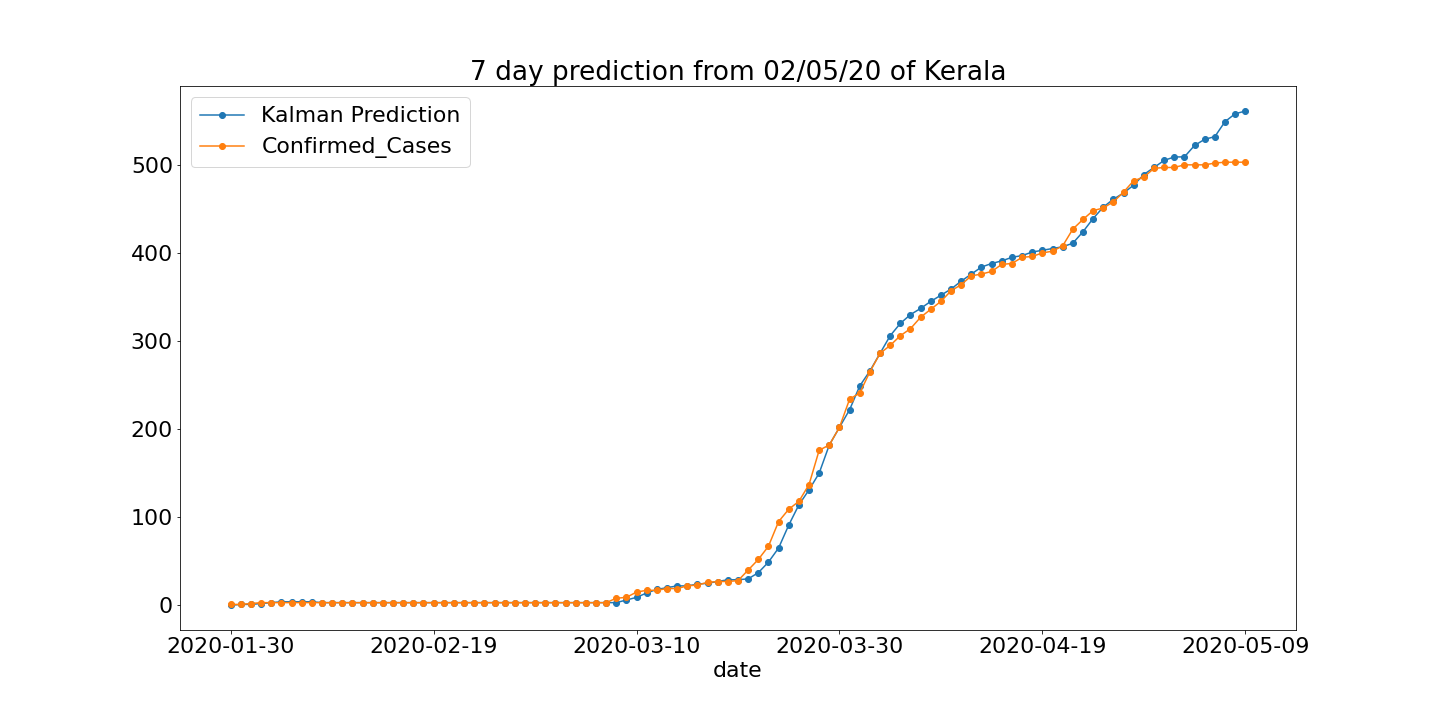 7 day prediction from 02/05/20 of Kerala
Kalman Prediction
Confirmed_Cases
500
400
300
200
100
0
2020-01-30 2020-02-19 2020-03-10 2020-03-30 2020-04-19 2020-05-09
date